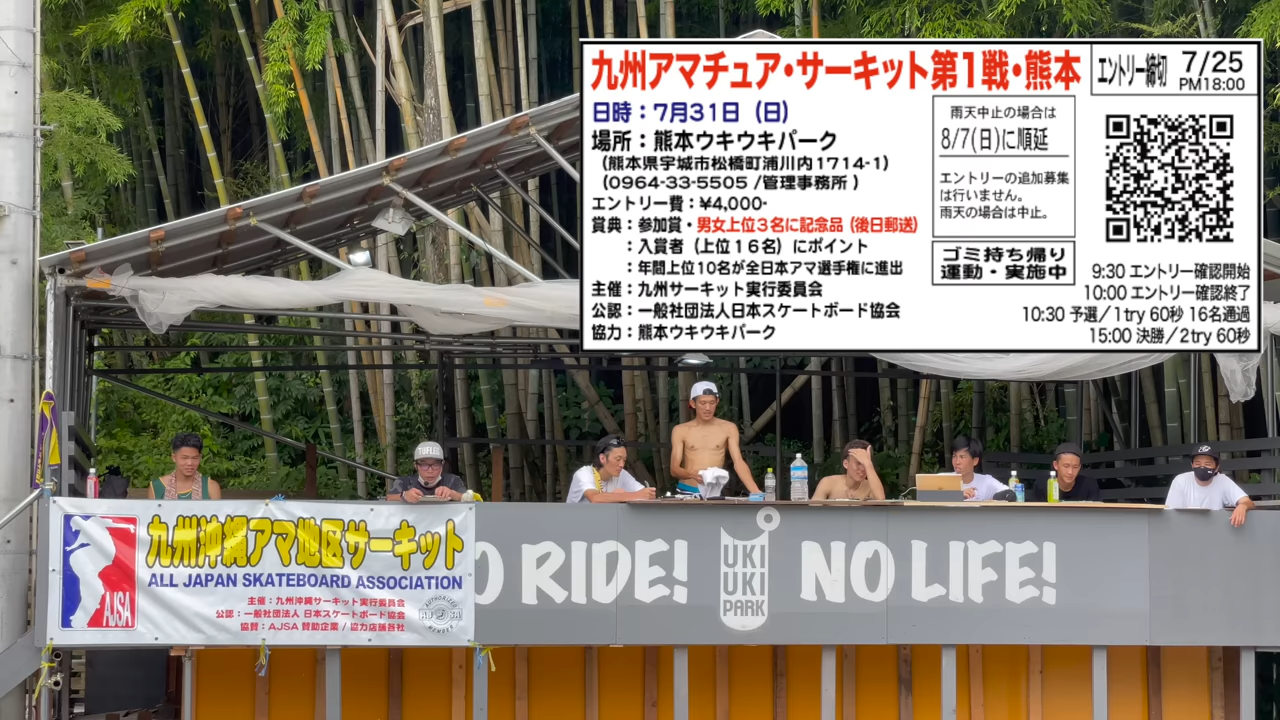 九州アマチュア・サーキット第1戦・熊本
エントリー締切
7/25
PM18:00
日時：7月31日（日）
場所：熊本ウキウキパーク
（熊本県宇城市松橋町浦川内1714-1）
（0964-33-5505 /管理事務所 ）
エントリー費：¥4,000-
賞典：参加賞・男女上位３名に記念品（後日郵送）
：入賞者（上位１６名）にポイント
：年間上位10名が全日本アマ選手権に進出
主催：九州サーキット実行委員会
公認：一般社団法人日本スケートボード協会
協力：熊本ウキウキパーク
雨天中止の場合は
8/7(日)に順延
エントリーの追加募集
は行いません。
雨天の場合は中止。
ゴミ持ち帰り
運動・実施中
9:30 エントリー確認開始
10:00 エントリー確認終了
10:30 予選／1try 60秒 16名通過
15:00 決勝／2try 60秒
九州沖縄アマ地区サーキット
ALL JAPAN SKATEBOARD ASSOCIATION
AJSA
主催：九州沖縄サーキット実行委員会
公認：一般社団法人 日本スケートボード協会
協賛：AJSA 賛助企業 / 協力店舗各社
O RIDE!
UKI
UKI
PARK
NO LIFE!